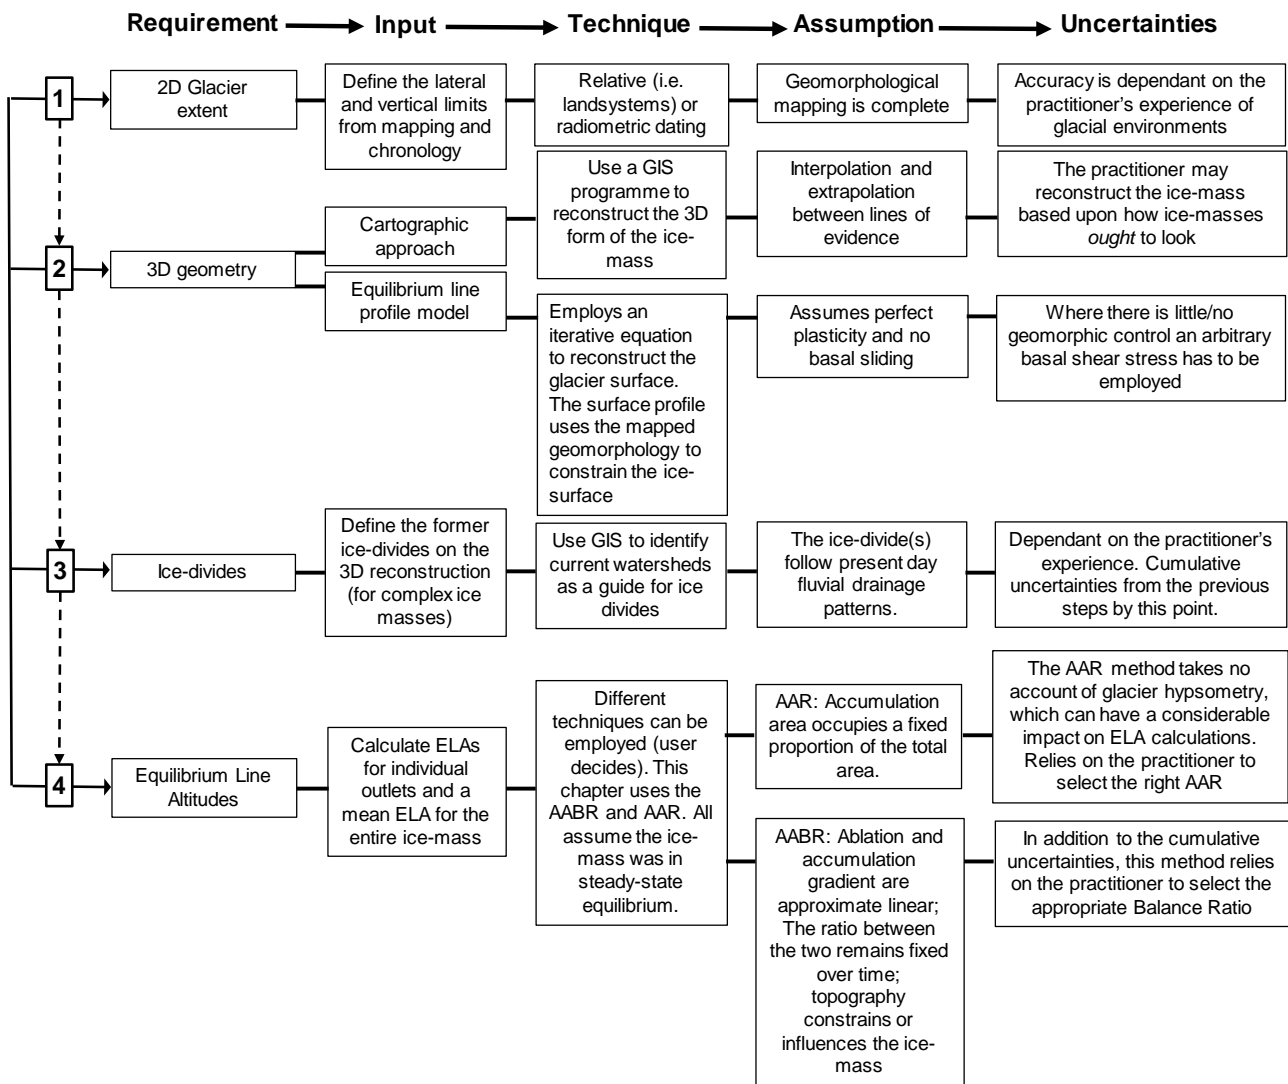 Requirement
Input
Technique
Assumption
Uncertainties
1
2D Glacier
extent
Define the lateral
and vertical limits
from mapping and
chronology
Relative (i.e.
landsystems) or
radiometric dating
Geomorphological
mapping is complete
Accuracy is dependant on the
practitioner's experience of
glacial environments
2
3D geometry
Cartographic
approach
Use a GIS
programme to
reconstruct the 3D
form of the ice-
mass
Interpolation and
extrapolation
between lines of
evidence
The practitioner may
reconstruct the ice-mass
based upon how ice-masses
ought to look
Equilibrium line
profile model
Employs an
iterative equation
to reconstruct the
glacier surface.
The surface profile
uses the mapped
geomorphology to
constrain the ice-
surface
Assumes perfect
plasticity and no
basal sliding
Where there is little/no
geomorphic control an arbitrary
basal shear stress has to be
employed
3
Ice-divides
Define the former
ice-divides on the
3D reconstruction
(for complex ice
masses)
Use GIS to identify
current watersheds
as a guide for ice
divides
The ice-divide(s)
follow present day
fluvial drainage
patterns.
Dependant on the practitioner's
experience. Cumulative
uncertainties from the previous
steps by this point.
4
Equilibrium Line
Altitudes
Calculate ELAs
for individual
outlets and a
mean ELA for the
entire ice-mass
Different
techniques can be
employed (user
decides). This
chapter uses the
AABR and AAR. All
assume the ice-
mass was in
steady-state
equilibrium.
AAR: Accumulation
area occupies a fixed
proportion of the total
area.
The AAR method takes no
account of glacier hypsometry,
which can have a considerable
impact on ELA calculations.
Relies on the practitioner to
select the right AAR
AABR: Ablation and
accumulation
gradient are
approximate linear;
The ratio between
the two remains fixed
over time;
topography
constrains or
influences the ice-
mass
In addition to the cumulative
uncertainties, this method relies
on the practitioner to select the
appropriate Balance Ratio